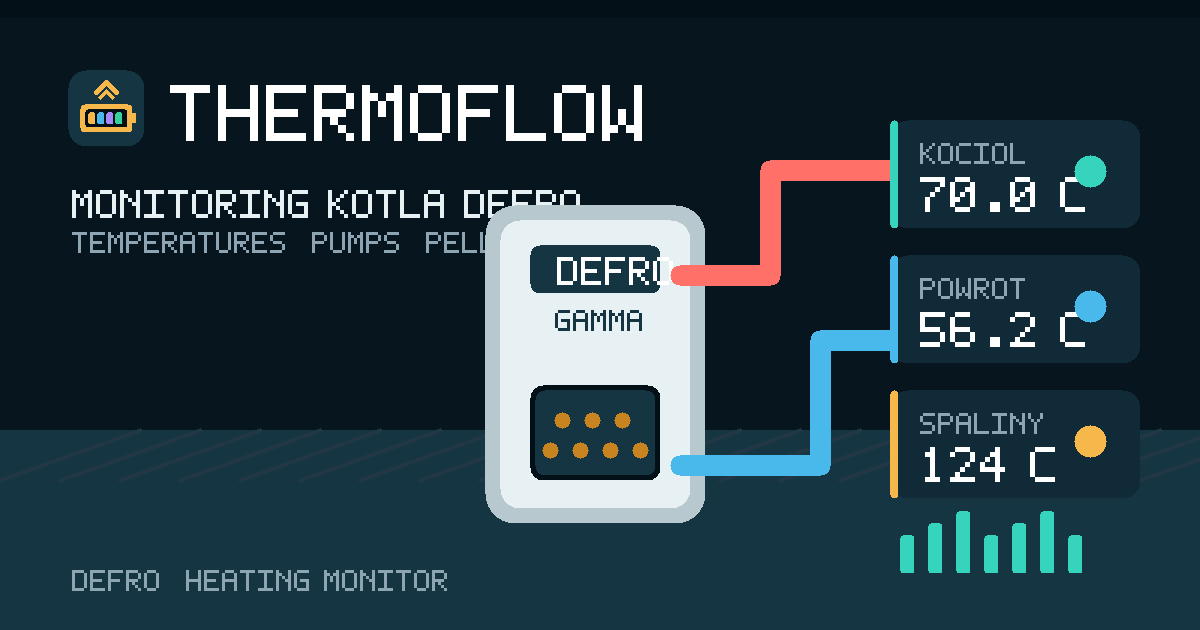 THERMOFLOW
MONITORING KOTLA DEFRO
TEMPERATURES PUMPS
DEFRO
GAMMA
KOCIOL
70.0 C
POWROT
56.2 C
SPALINY
124 C
DEFRO HEATING MONITOR